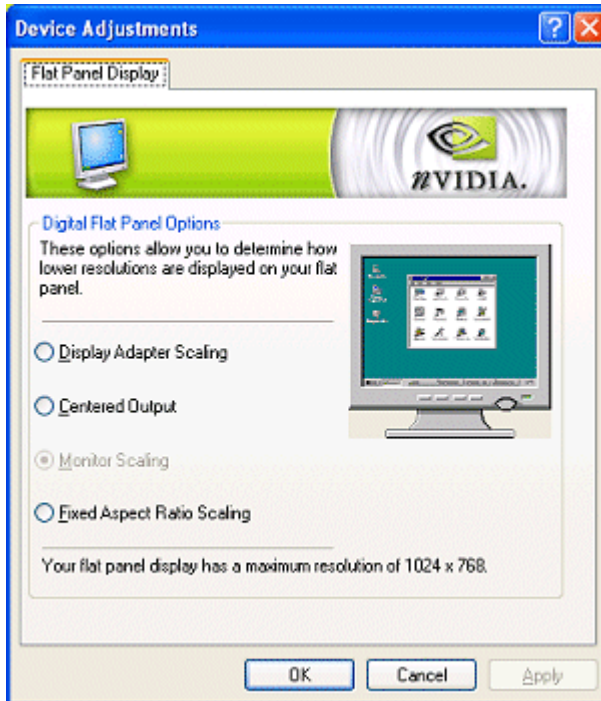 Device Adjustments
Flat Panel Display
nVIDIA.
Digital Flat Panel Options
These options allow you to determine how
lower resolutions are displayed on your flat
panel.
Display Adapter Scaling
Centered Output
Monitor Scaling
Fixed Aspect Ratio Scaling
Your flat panel display has a maximum resolution of 1024 x 768.
OK
Cancel
Apply